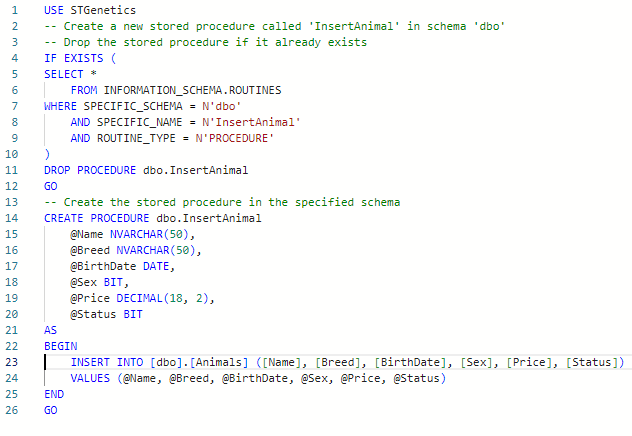 1 USE STGenetics
2 -- Create a new stored procedure called 'InsertAnimal' in schema 'dbo'
3 -- Drop the stored procedure if it already exists
4 IF EXISTS (
5 SELECT *
6     FROM INFORMATION_SCHEMA.ROUTINES
7 WHERE SPECIFIC_SCHEMA = N'dbo'
8     AND SPECIFIC_NAME = N'InsertAnimal'
9     AND ROUTINE_TYPE = N'PROCEDURE'
10 )
11 DROP PROCEDURE dbo.InsertAnimal
12 GO
13 -- Create the stored procedure in the specified schema
14 CREATE PROCEDURE dbo.InsertAnimal
15     @Name NVARCHAR(50),
16     @Breed NVARCHAR(50),
17     @BirthDate DATE,
18     @Sex BIT,
19     @Price DECIMAL(18, 2),
20     @Status BIT
21 AS
22 BEGIN
23     INSERT INTO [dbo].[Animals] ([Name], [Breed], [BirthDate], [Sex], [Price], [Status])
24     VALUES (@Name, @Breed, @BirthDate, @Sex, @Price, @Status)
25 END
26 GO